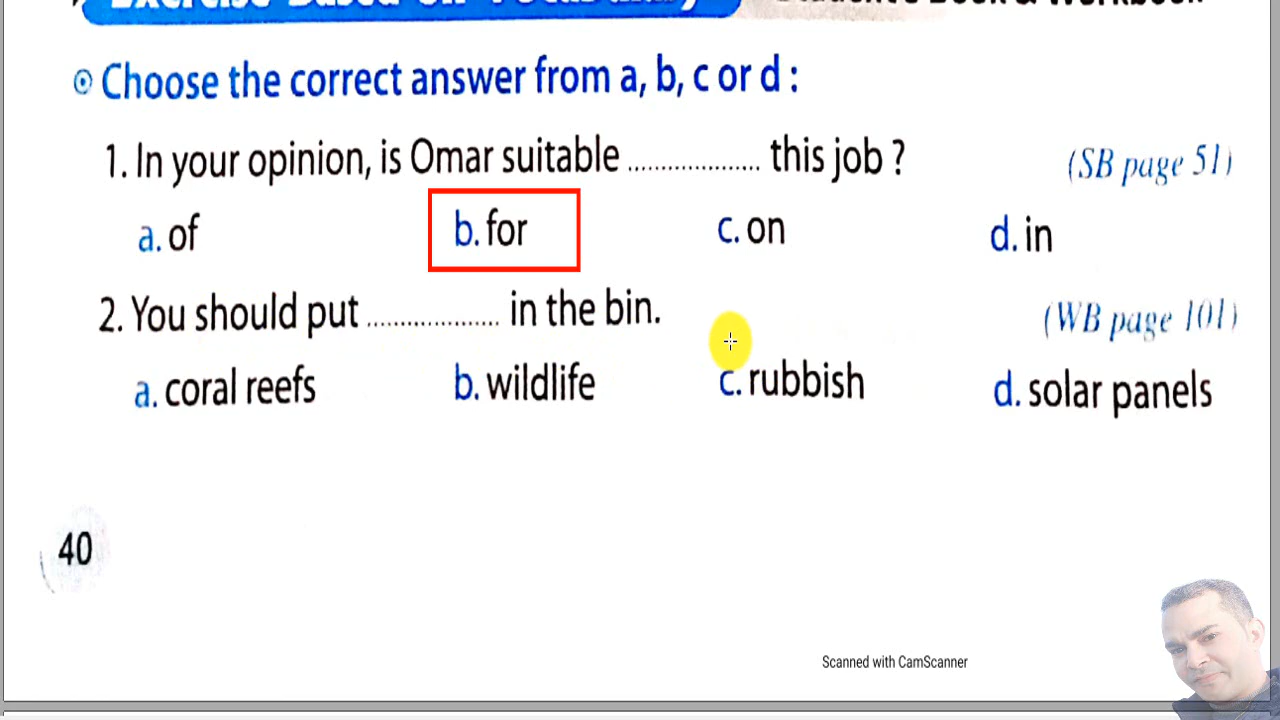 ⊙ Choose the correct answer from a, b, c or d :
1. In your opinion, is Omar suitable .................... this job ? (SB page 51)
a. of b. for c. on d. in
2. You should put .................... in the bin. (WB page 101)
a. coral reefs b. wildlife c. rubbish d. solar panels
40
Scanned with CamScanner